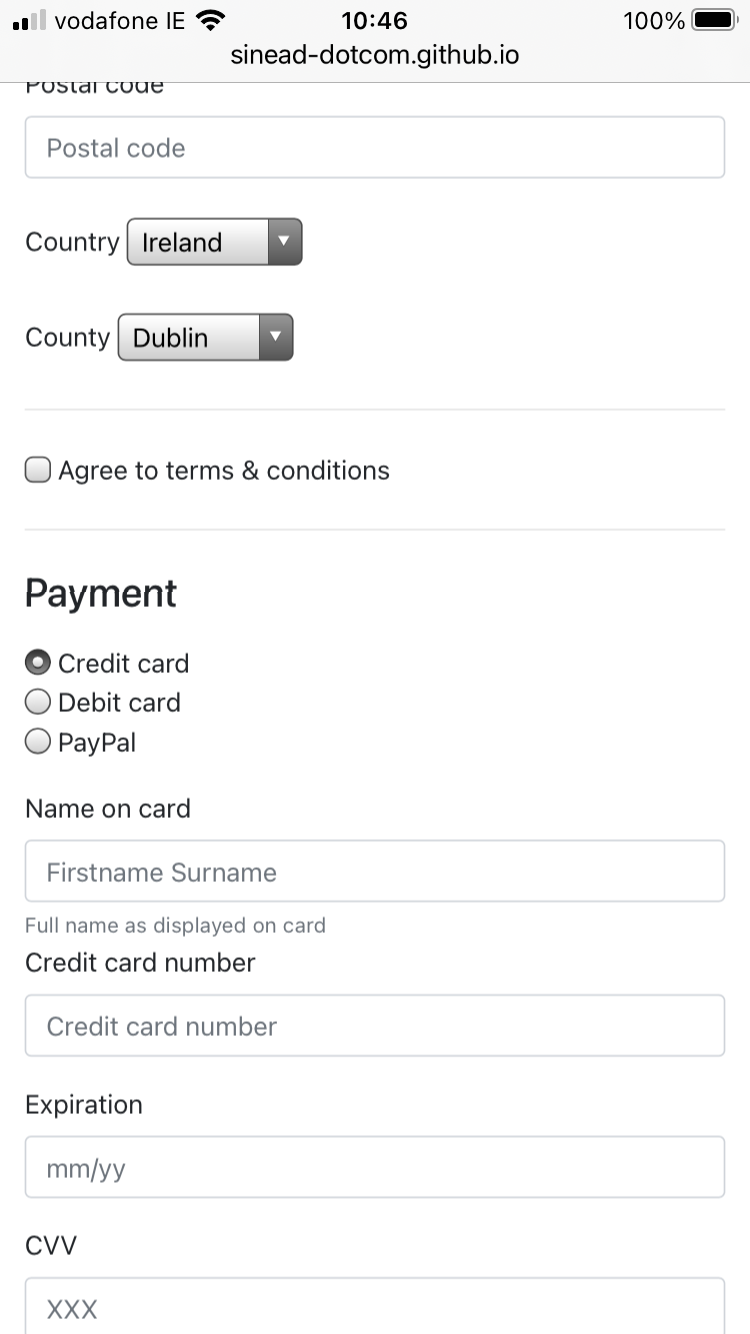 vodafone IE 10:46 100%
sinead-dotcom.github.io
Postal code
Postal code
Country Ireland
County Dublin
Agree to terms & conditions
Payment
Credit card
Debit card
PayPal
Name on card
Firstname Surname
Full name as displayed on card
Credit card number
Credit card number
Expiration
mm/yy
CVV
XXX